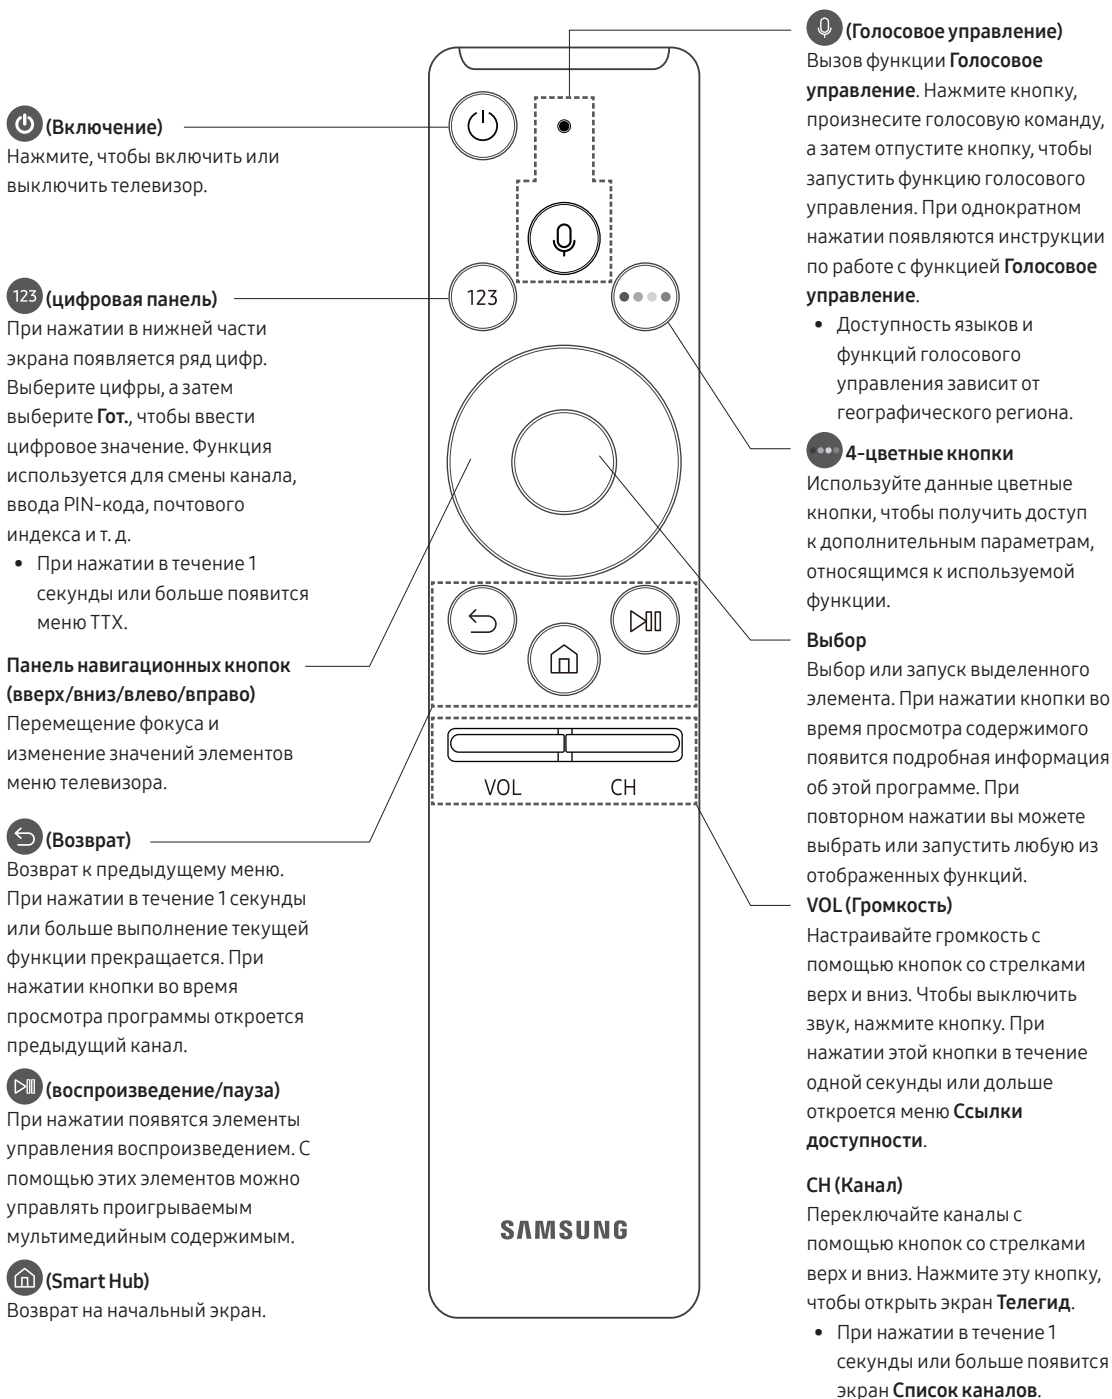 (Включение)
Нажмите, чтобы включить или
выключить телевизор.
123 (цифровая панель)
При нажатии в нижней части
экрана появляется ряд цифр.
Выберите цифры, а затем
выберите Гот., чтобы ввести
цифровое значение. Функция
используется для смены канала,
ввода PIN-кода, почтового
индекса и т. д.
• При нажатии в течение 1
секунды или больше появится
меню TTX.
Панель навигационных кнопок
(вверх/вниз/влево/вправо)
Перемещение фокуса и
изменение значений элементов
меню телевизора.
(Возврат)
Возврат к предыдущему меню.
При нажатии в течение 1 секунды
или больше выполнение текущей
функции прекращается. При
нажатии кнопки во время
просмотра программы откроется
предыдущий канал.
(воспроизведение/пауза)
При нажатии появятся элементы
управления воспроизведением. С
помощью этих элементов можно
управлять проигрываемым
мультимедийным содержимым.
(Smart Hub)
Возврат на начальный экран.
123
VOL CH
SAMSUNG
(Голосовое управление)
Вызов функции Голосовое
управление. Нажмите кнопку,
произнесите голосовую команду,
а затем отпустите кнопку, чтобы
запустить функцию голосового
управления. При однократном
нажатии появляются инструкции
по работе с функцией Голосовое
управление.
• Доступность языков и
функций голосового
управления зависит от
географического региона.
4-цветные кнопки
Используйте данные цветные
кнопки, чтобы получить доступ
к дополнительным параметрам,
относящимся к используемой
функции.
Выбор
Выбор или запуск выделенного
элемента. При нажатии кнопки во
время просмотра содержимого
появится подробная информация
об этой программе. При
повторном нажатии вы можете
выбрать или запустить любую из
отображенных функций.
VOL (Громкость)
Настраивайте громкость с
помощью кнопок со стрелками
верх и вниз. Чтобы выключить
звук, нажмите кнопку. При
нажатии этой кнопки в течение
одной секунды или дольше
откроется меню Ссылки
доступности.
CH (Канал)
Переключайте каналы с
помощью кнопок со стрелками
верх и вниз. Нажмите эту кнопку,
чтобы открыть экран Телегид.
• При нажатии в течение 1
секунды или больше появится
экран Список каналов.